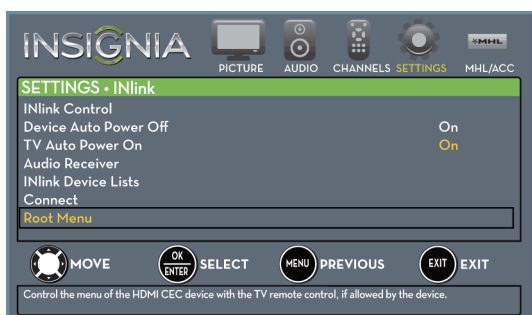 INSIGNIA
PICTURE AUDIO CHANNELS SETTINGS MHL/ACC
MHL
SETTINGS • INlink
INlink Control
Device Auto Power Off On
TV Auto Power On On
Audio Receiver
INlink Device Lists
Connect
Root Menu
MOVE OK ENTER SELECT MENU PREVIOUS EXIT EXIT
Control the menu of the HDMI CEC device with the TV remote control, if allowed by the device.